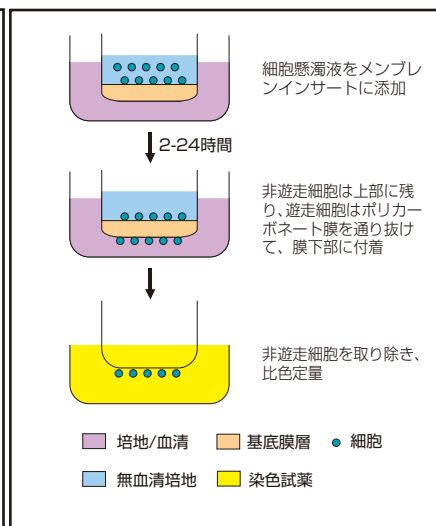 細胞懸濁液をメンブレ
ンインサートに添加
2-24時間
非遊走細胞は上部に残
り、遊走細胞はポリカー
ボネート膜を通り抜け
て、膜下部に付着
非遊走細胞を取り除き、
比色定量
培地/血清 基底膜層 細胞
無血清培地 染色試薬